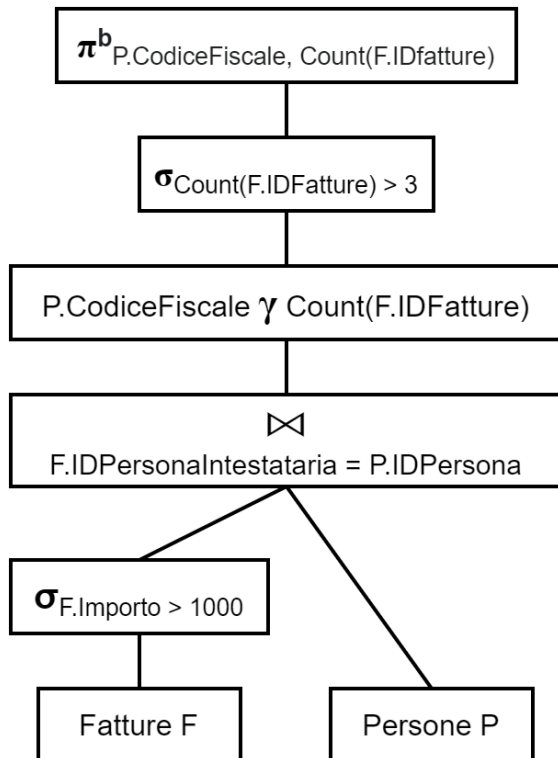 π^b P.CodiceFiscale, Count(F.IDfatture)
σ Count(F.IDFatture) > 3
P.CodiceFiscale γ Count(F.IDFatture)
⋈
F.IDPersonaIntestataria = P.IDPersona
σ F.Importo > 1000
Fatture F
Persone P